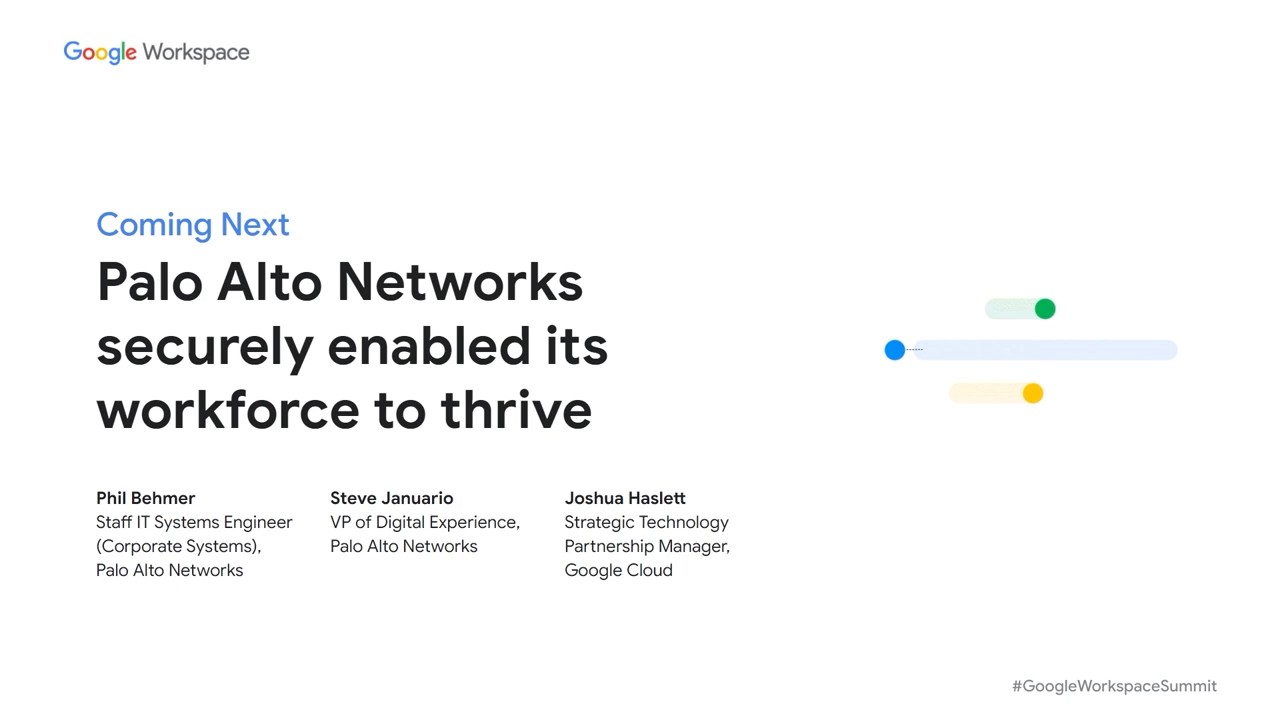 Google Workspace
Coming Next
Palo Alto Networks
securely enabled its
workforce to thrive
Phil Behmer
Staff IT Systems Engineer
(Corporate Systems),
Palo Alto Networks
Steve Januario
VP of Digital Experience,
Palo Alto Networks
Joshua Haslett
Strategic Technology
Partnership Manager,
Google Cloud
#GoogleWorkspaceSummit